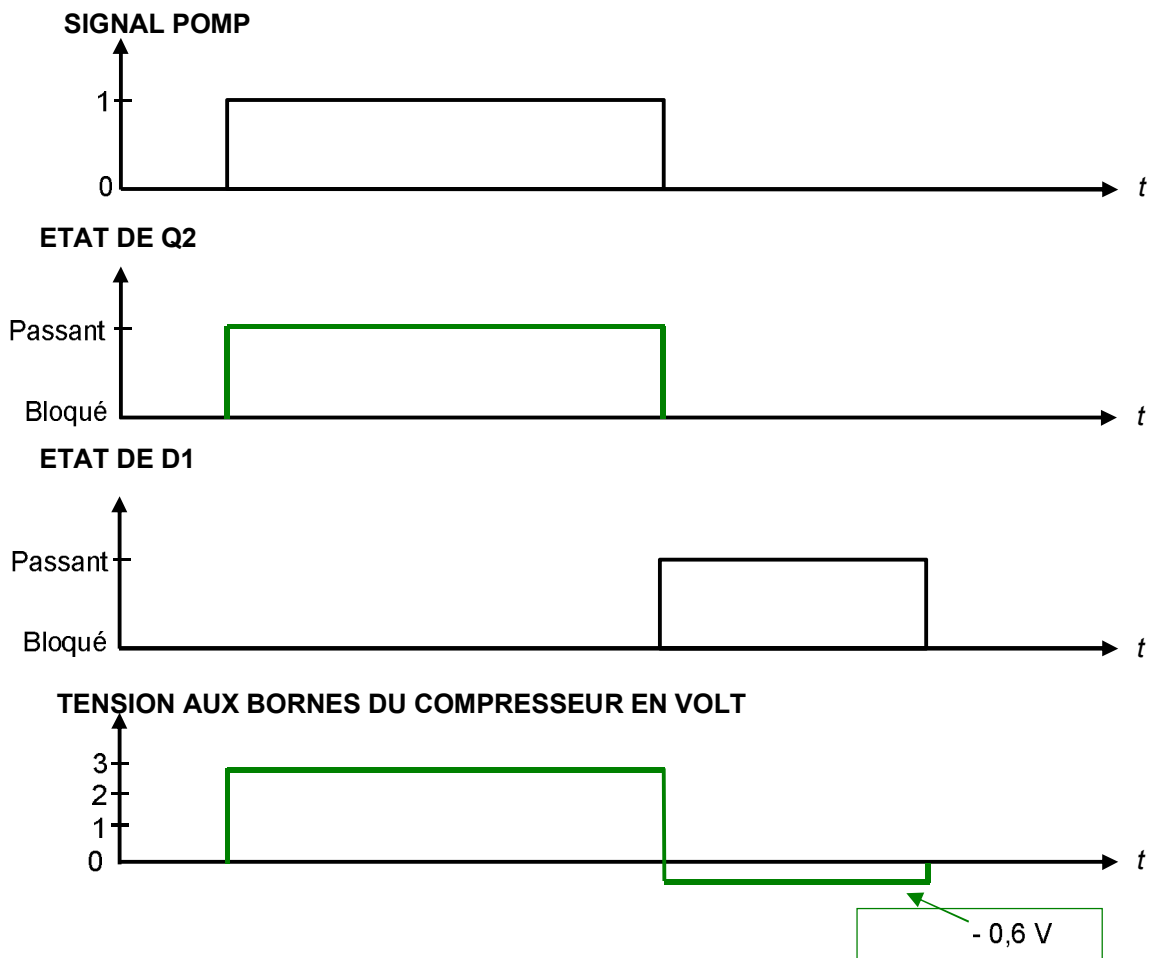 SIGNAL POMP
1
0
t
ETAT DE Q2
Passant
Bloqué
t
ETAT DE D1
Passant
Bloqué
t
TENSION AUX BORNES DU COMPRESSEUR EN VOLT
3
2
1
0
t
- 0,6 V